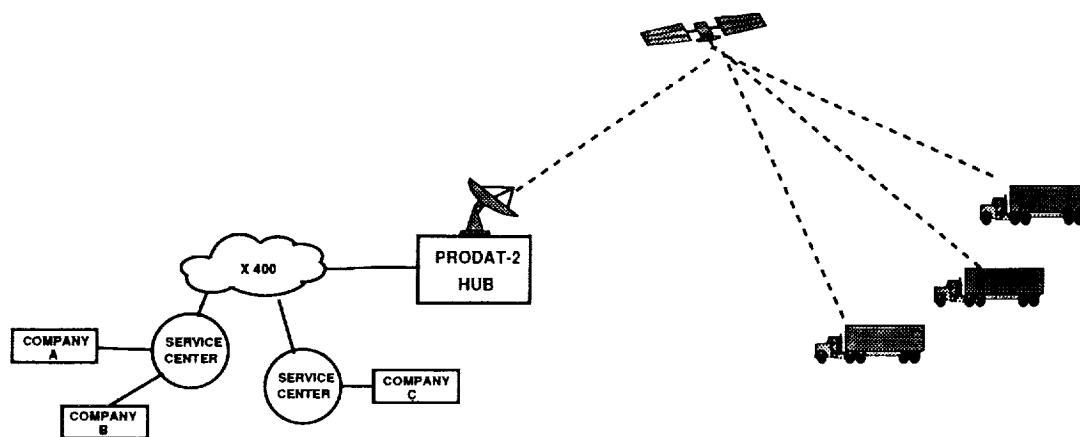 PRODAT-2
HUB
X 400
SERVICE
CENTER
COMPANY
A
COMPANY
B
SERVICE
CENTER
COMPANY
C